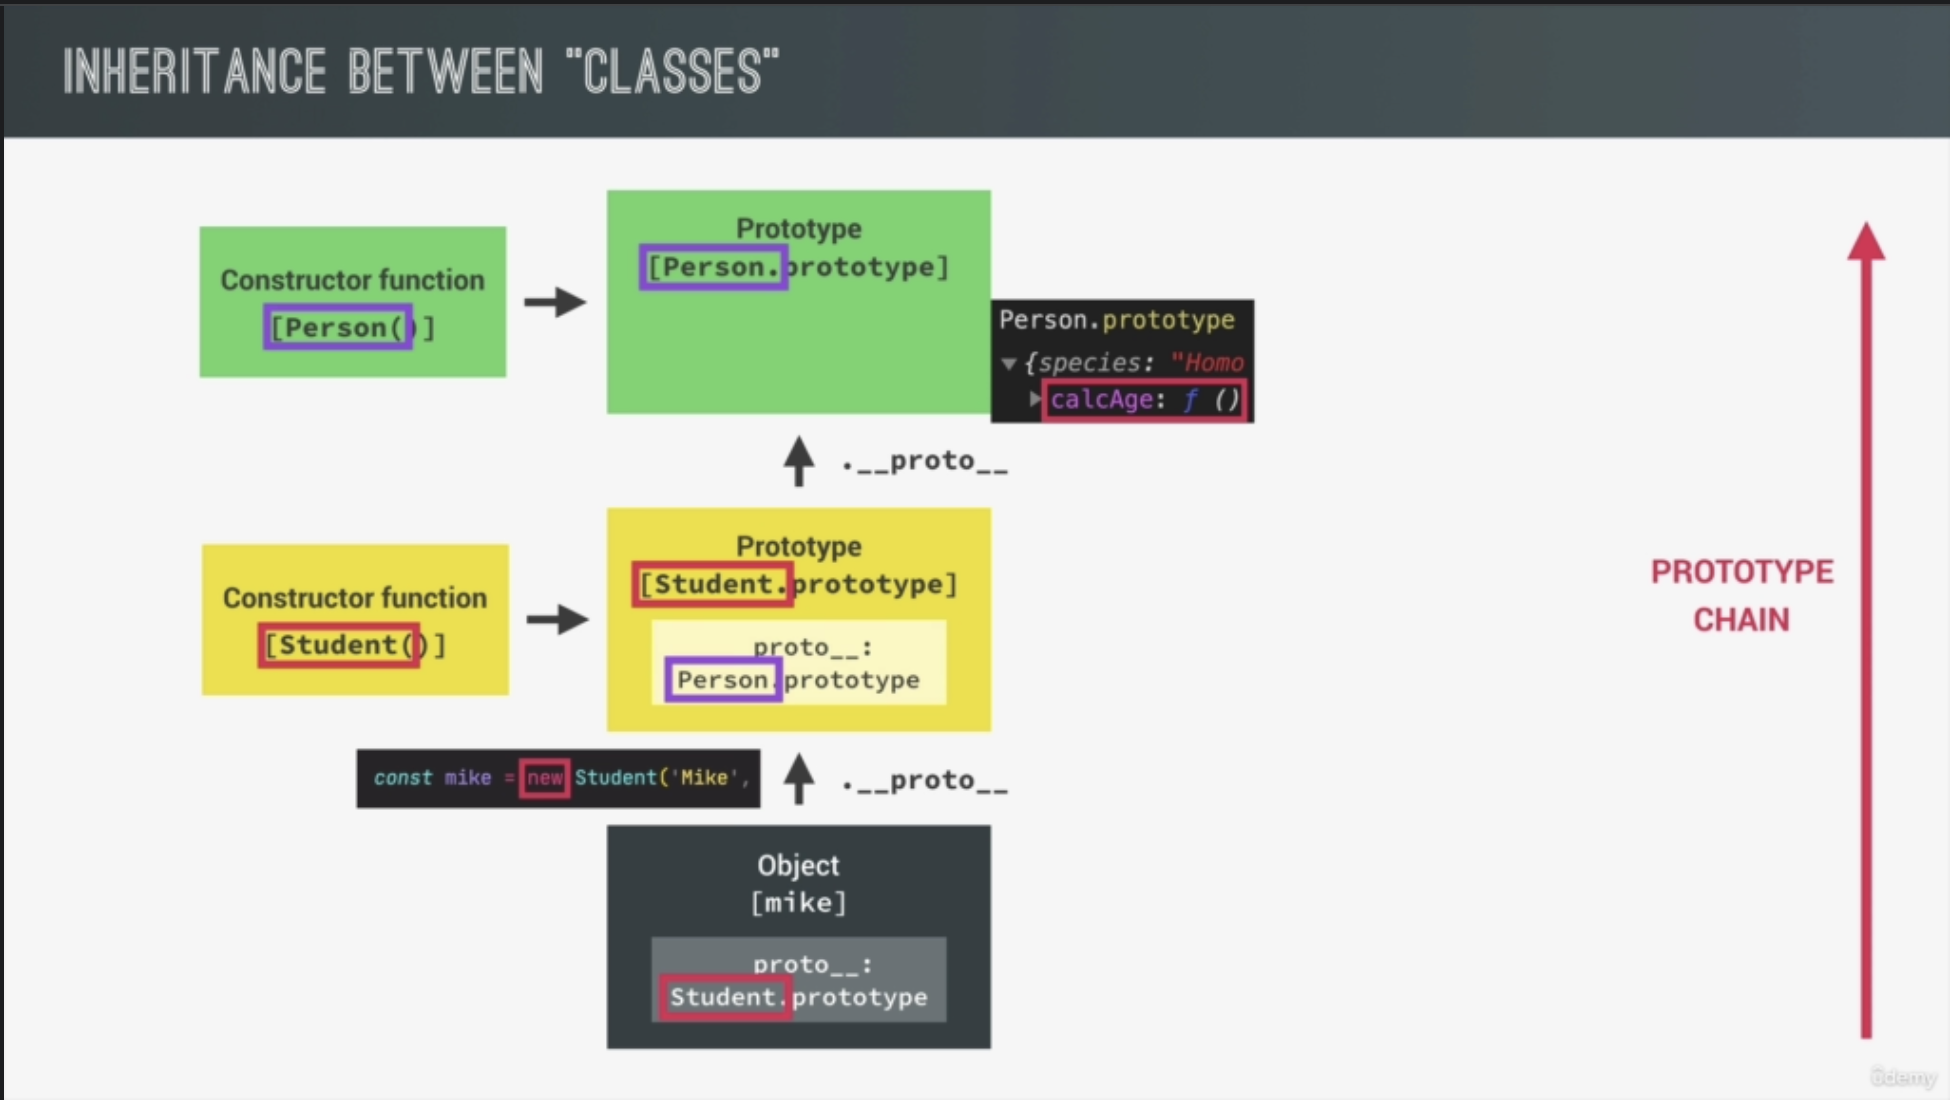 INHERITANCE BETWEEN "CLASSES"
Prototype
[Person.prototype]
Constructor function
[Person()]
Person.prototype
{species: "Homo
calcAge: ƒ ()
.__proto__
Prototype
[Student.prototype]
Constructor function
[Student()]
proto__:
Person.prototype
PROTOTYPE
CHAIN
const mike = new Student('Mike',
.__proto__
Object
[mike]
proto__:
Student.prototype
ûdemy